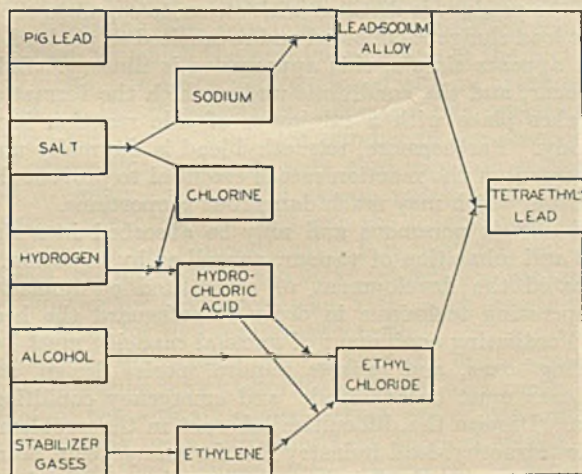 PIG LEAD
LEAD-SODIUM
ALLOY
SODIUM
SALT
CHLORINE
TETRAETHYL
LEAD
HYDROGEN
HYDRO-
CHLORIC
ACID
ALCOHOL
ETHYL
CHLORIDE
STABILIZER
GASES
ETHYLENE